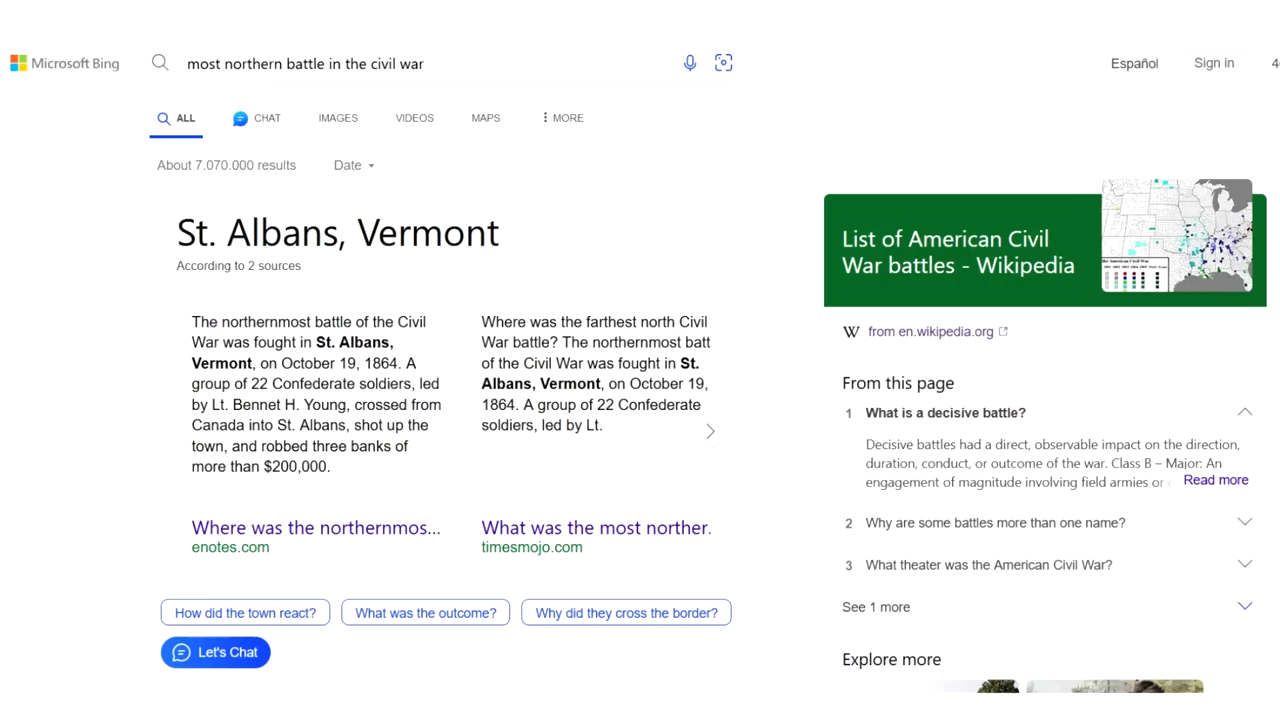 Microsoft Bing
most northern battle in the civil war
Español
Sign in
4
ALL
CHAT
IMAGES
VIDEOS
MAPS
MORE
About 7.070.000 results
Date
St. Albans, Vermont
According to 2 sources
The northernmost battle of the Civil
War was fought in St. Albans,
Vermont, on October 19, 1864. A
group of 22 Confederate soldiers, led
by Lt. Bennet H. Young, crossed from
Canada into St. Albans, shot up the
town, and robbed three banks of
more than $200,000.
Where was the northernmos...
enotes.com
Where was the farthest north Civil
War battle? The northernmost batt
of the Civil War was fought in St.
Albans, Vermont, on October 19,
1864. A group of 22 Confederate
soldiers, led by Lt.
What was the most norther.
timesmojo.com
How did the town react?
What was the outcome?
Why did they cross the border?
Let's Chat
List of American Civil
War battles - Wikipedia
W from en.wikipedia.org
From this page
1 What is a decisive battle?
Decisive battles had a direct, observable impact on the direction,
duration, conduct, or outcome of the war. Class B – Major: An
engagement of magnitude involving field armies or
Read more
2 Why are some battles more than one name?
3 What theater was the American Civil War?
See 1 more
Explore more